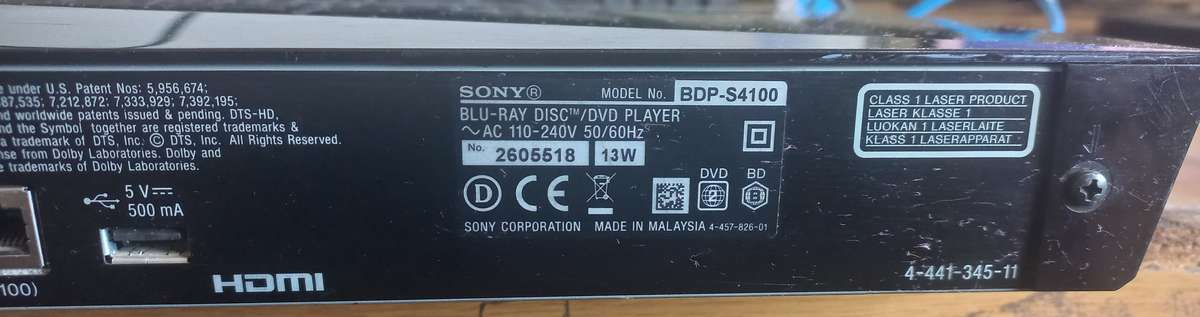 e under U.S. Patent Nos: 5,956,674;
87,535; 7,212,872; 7,333,929; 7,392,195;
nd worldwide patents issued & pending. DTS-HD,
nd the Symbol together are registered trademarks &
a trademark of DTS, Inc. © DTS, Inc. All Rights Reserved.
nse from Dolby Laboratories. Dolby and
e trademarks of Dolby Laboratories.
5 V⎓
500 mA
100)
HDMI
SONY® MODEL No. BDP-S4100
BLU-RAY DISC™/DVD PLAYER
~ AC 110-240V 50/60Hz
No. 2605518 13W
DVD BD
D CE 2 B
SONY CORPORATION MADE IN MALAYSIA 4-457-826-01
CLASS 1 LASER PRODUCT
LASER KLASSE 1
LUOKAN 1 LASERLAITE
KLASS 1 LASERAPPARAT
4-441-345-11